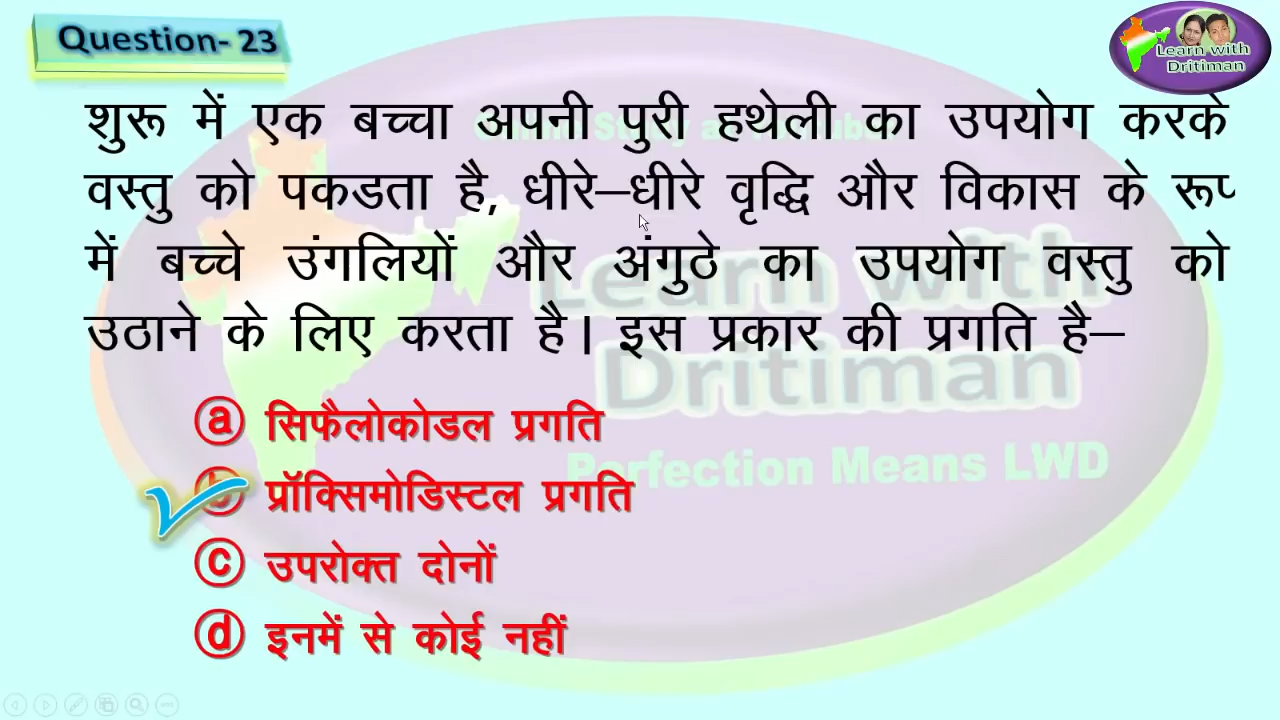 Question- 23
Learn with
Dritiman
शुरू में एक बच्चा अपनी पुरी हथेली का उपयोग करके
वस्तु को पकडता है, धीरे–धीरे वृद्धि और विकास के रूप
में बच्चे उंगलियों और अंगुठे का उपयोग वस्तु को
उठाने के लिए करता है। इस प्रकार की प्रगति है–
Learn with
Dritiman
Perfection Means LWD
ⓐ सिफैलोकोडल प्रगति
ⓑ प्रॉक्सिमोडिस्टल प्रगति
ⓒ उपरोक्त दोनों
ⓓ इनमें से कोई नहीं